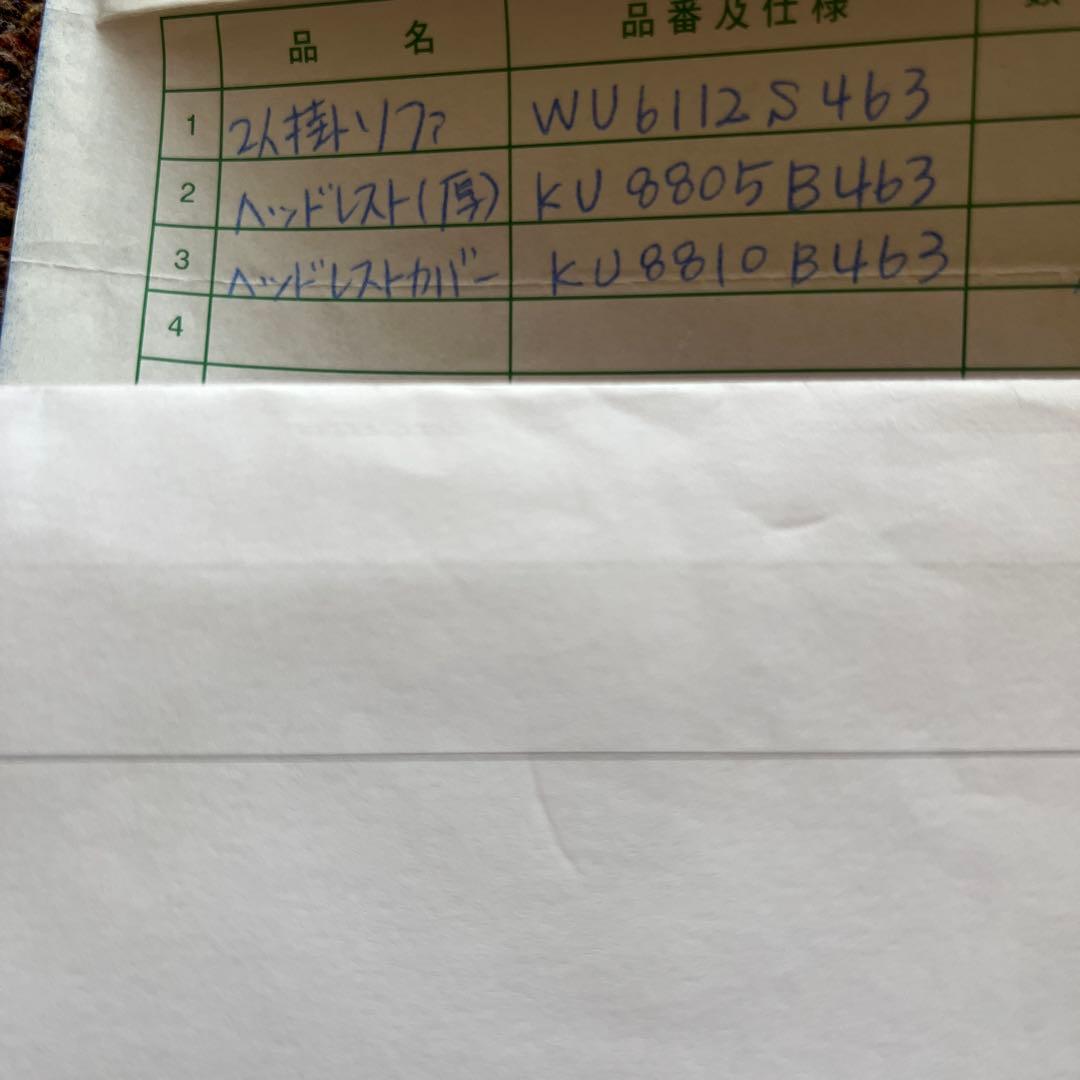 品 名 品番及仕様 数
1 2人掛ソファ WU6112S463
2 ヘッドレスト(厚) KU8805B463
3 ヘッドレストカバー KU8810B463
4